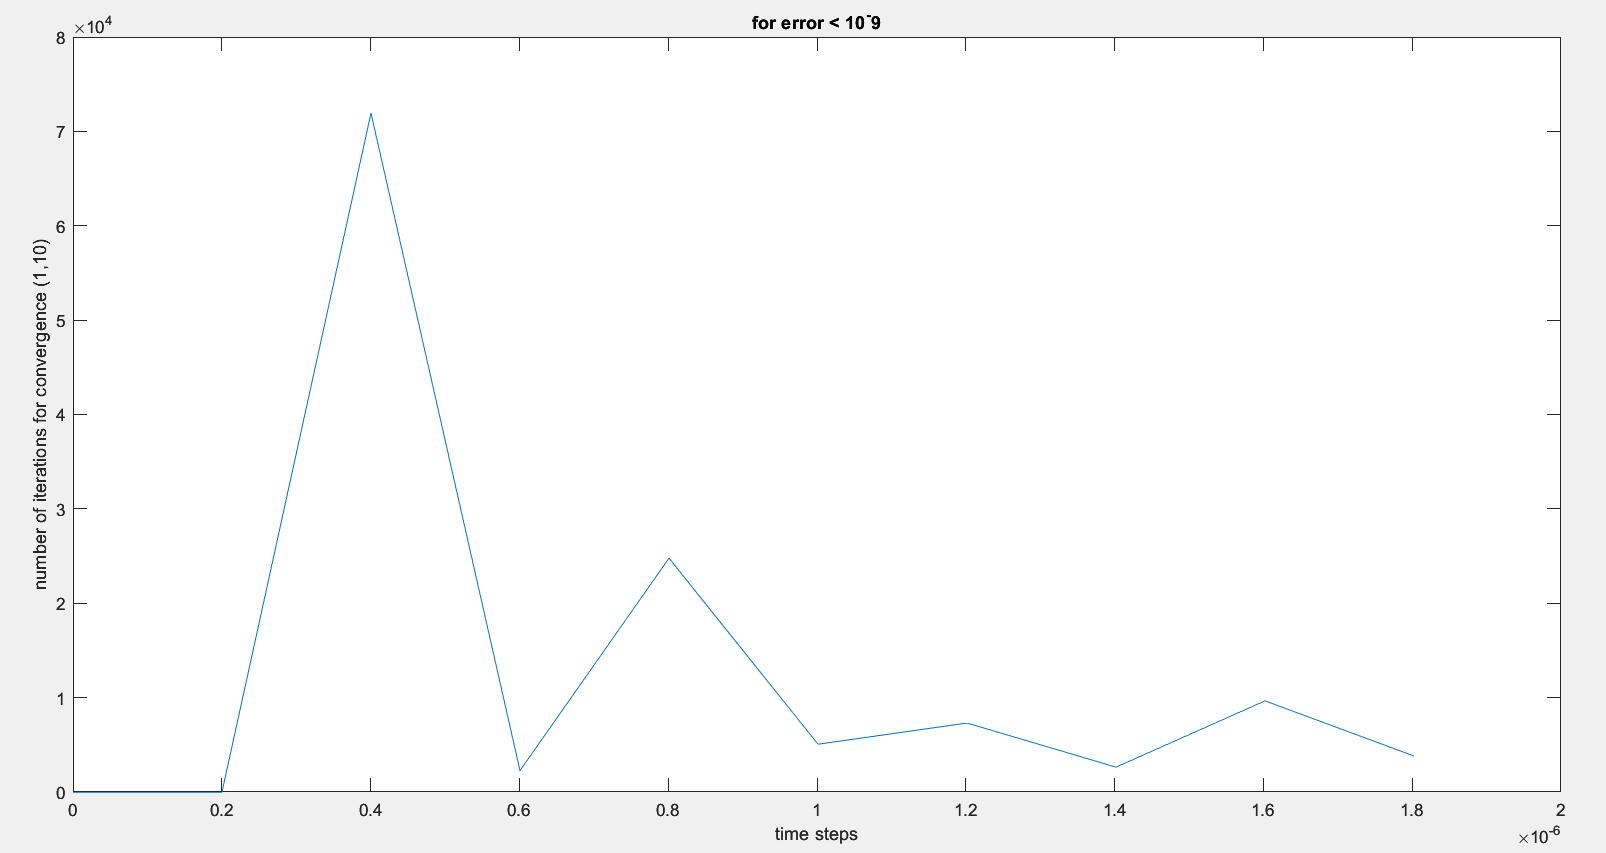 for error < 10⁻9
×10⁴
8
7
6
5
4
3
2
1
0
number of iterations for convergence (1,10)
0 0.2 0.4 0.6 0.8 1 1.2 1.4 1.6 1.8 2
time steps
×10⁻⁶